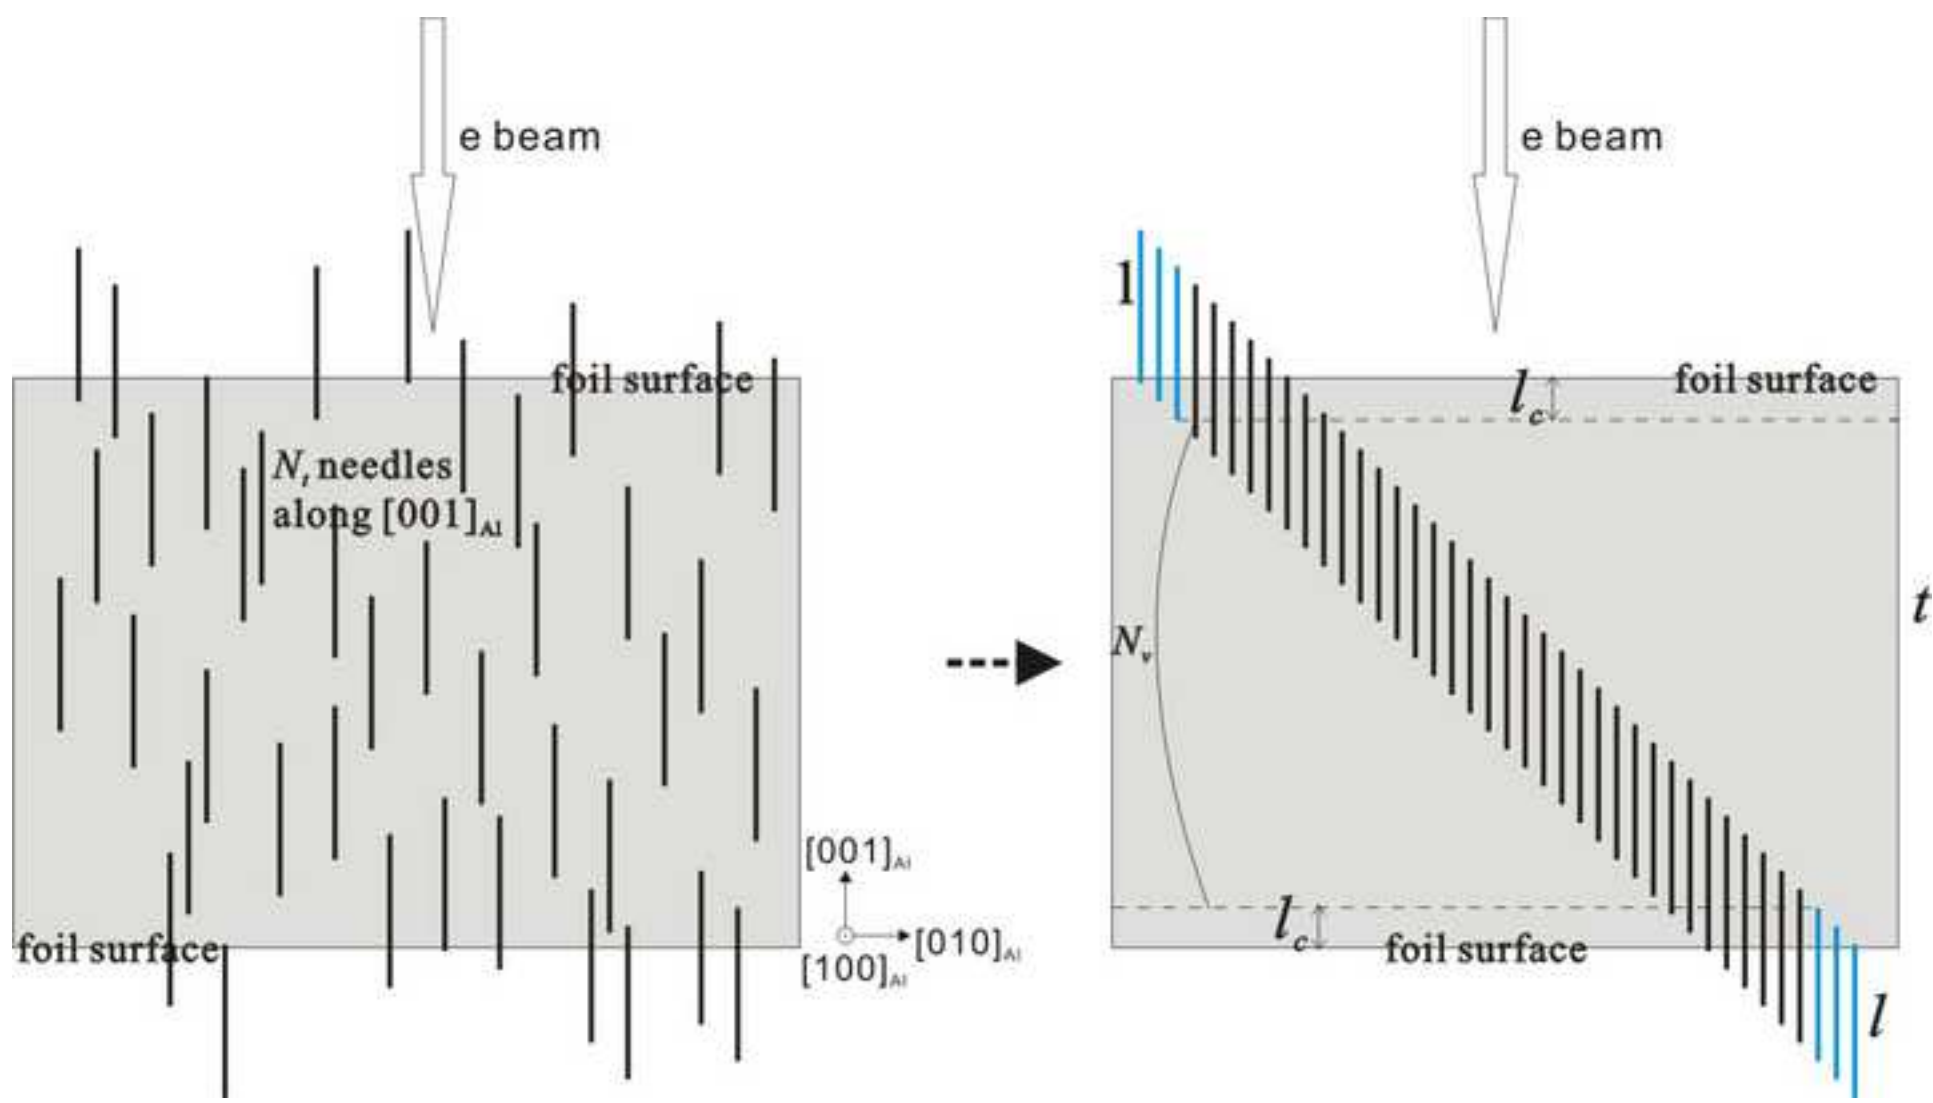 e beam
foil surface
Nt needles
along [001]Al
foil surface
[001]Al
[010]Al
[100]Al
e beam
l
foil surface
lc
t
Nv
lc
foil surface
l